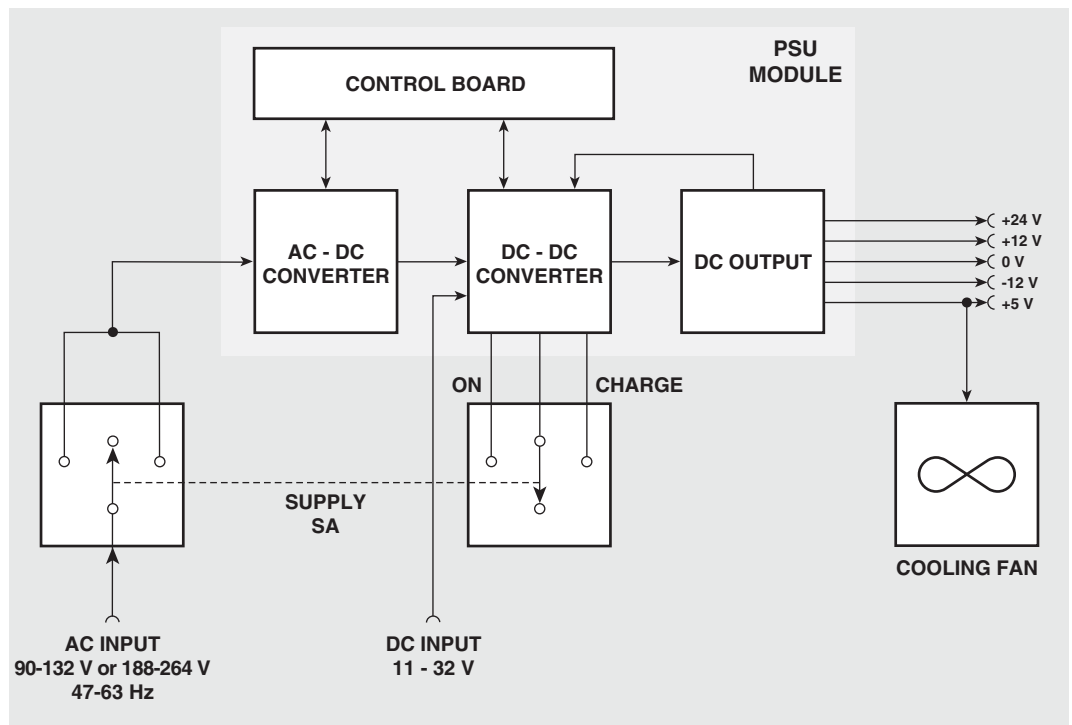 PSU
MODULE
CONTROL BOARD
AC - DC
CONVERTER
DC - DC
CONVERTER
DC OUTPUT
+24 V
+12 V
0 V
-12 V
+5 V
ON
CHARGE
SUPPLY
SA
COOLING FAN
AC INPUT
90-132 V or 188-264 V
47-63 Hz
DC INPUT
11 - 32 V